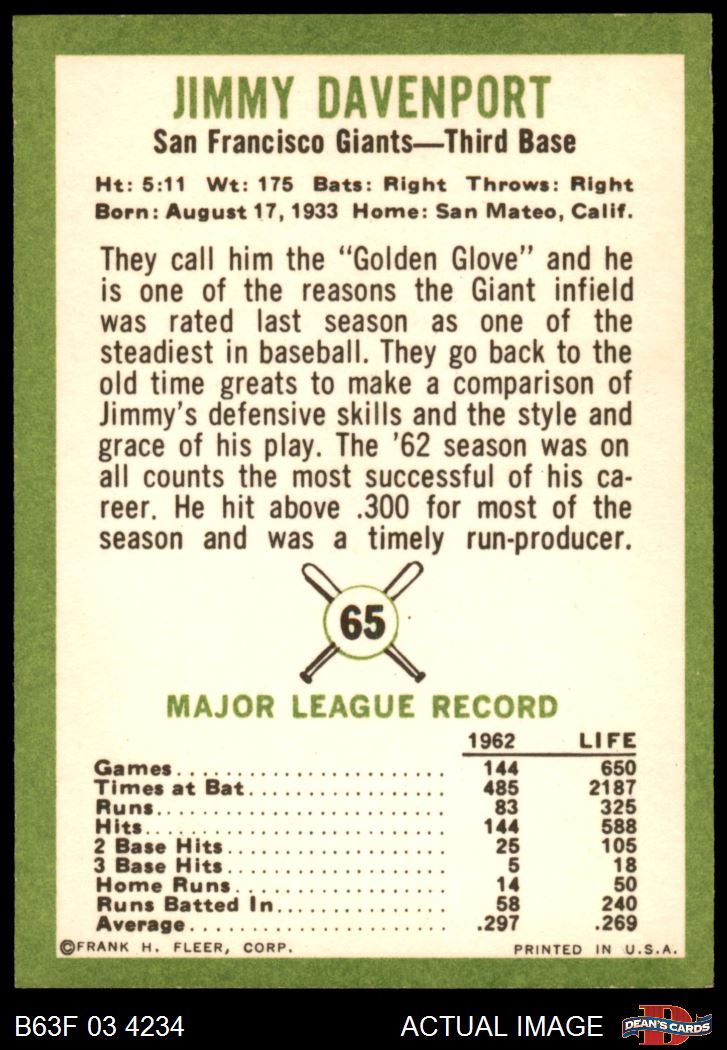 JIMMY DAVENPORT
San Francisco Giants—Third Base
Ht: 5:11 Wt: 175 Bats: Right Throws: Right
Born: August 17, 1933 Home: San Mateo, Calif.
They call him the "Golden Glove" and he
is one of the reasons the Giant infield
was rated last season as one of the
steadiest in baseball. They go back to the
old time greats to make a comparison of
Jimmy's defensive skills and the style and
grace of his play. The '62 season was on
all counts the most successful of his ca-
reer. He hit above .300 for most of the
season and was a timely run-producer.
65
MAJOR LEAGUE RECORD
1962 LIFE
Games 144 650
Times at Bat 485 2187
Runs 83 325
Hits 144 588
2 Base Hits 25 105
3 Base Hits 5 18
Home Runs 14 50
Runs Batted In 58 240
Average .297 .269
©FRANK H. FLEER, CORP. PRINTED IN U.S.A.
B63F 03 4234 ACTUAL IMAGE D DEAN'S CARDS